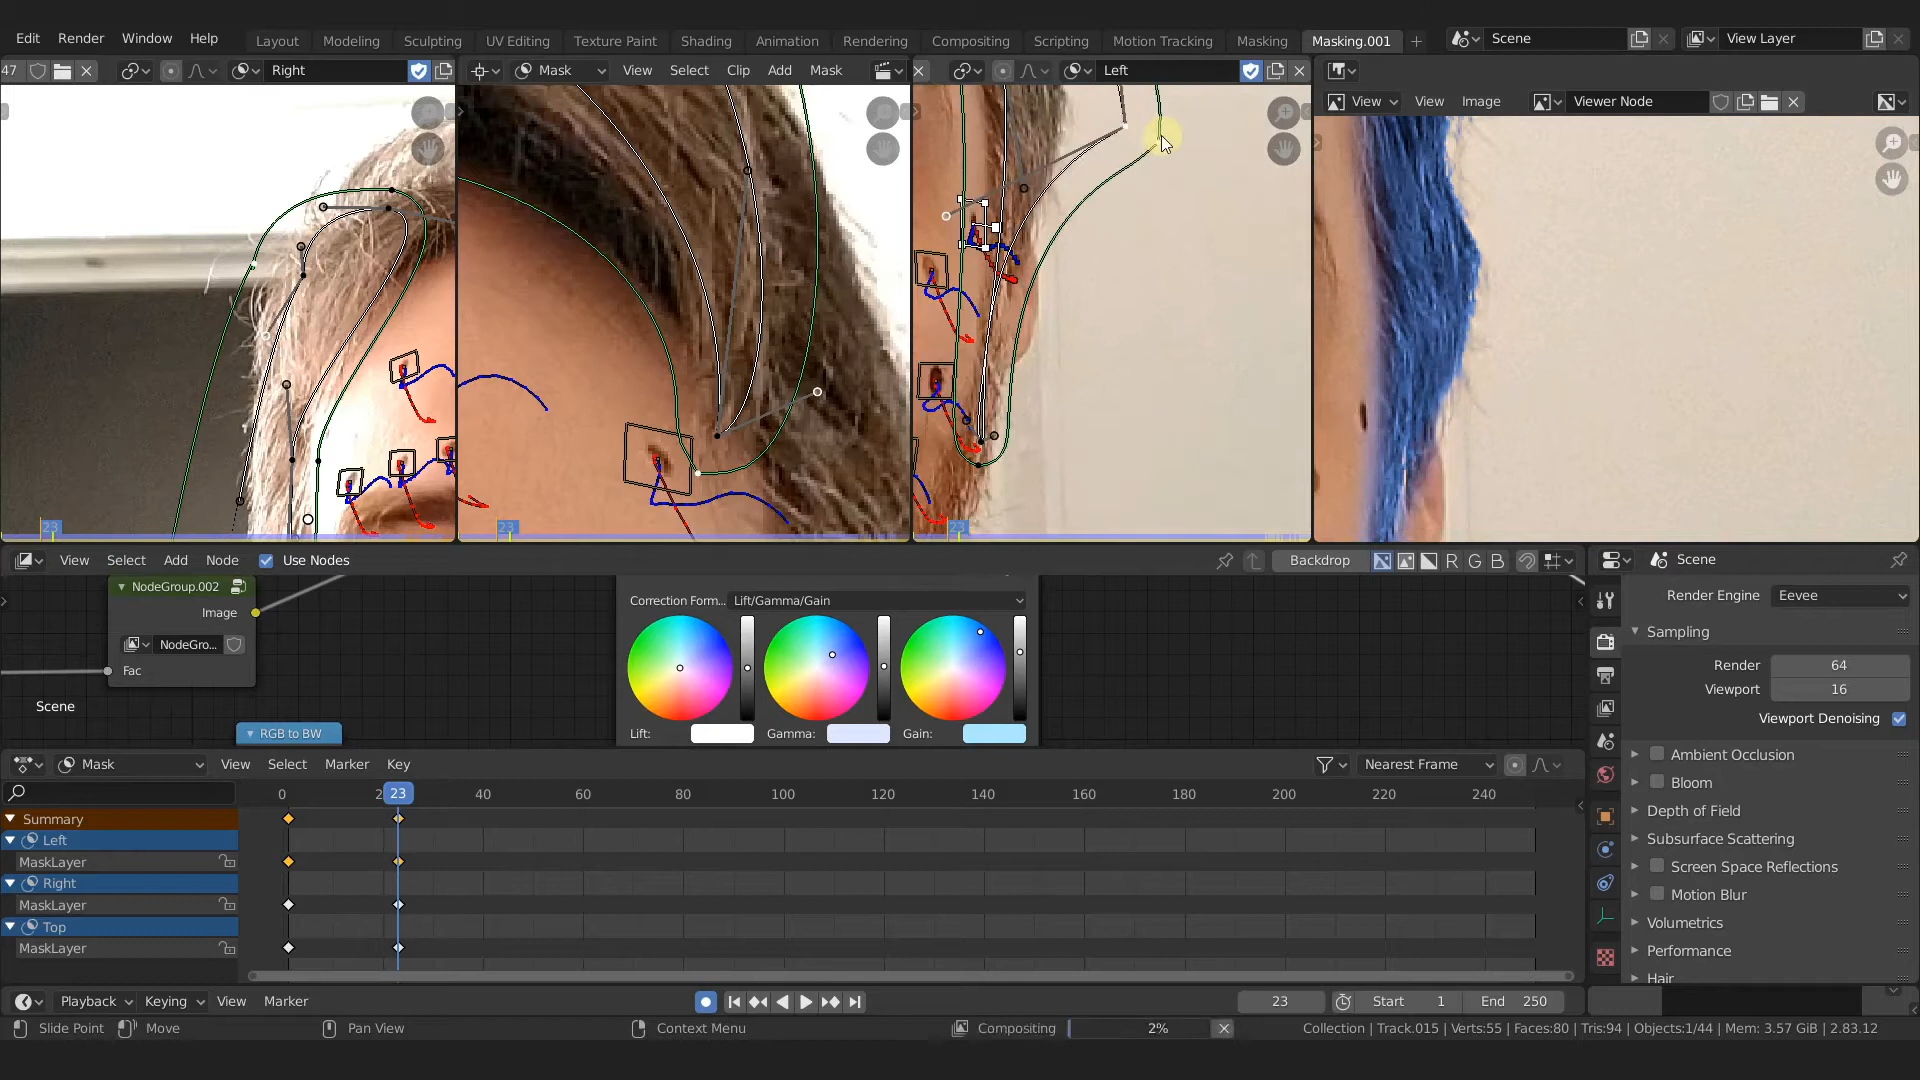 Edit Render Window Help Layout Modeling Sculpting UV Editing Texture Paint Shading Animation Rendering Compositing Scripting Motion Tracking Masking Masking.001 + Scene View Layer
47 Right Mask View Select Clip Add Mask Left
View View Image Viewer Node
23 23 23
View Select Add Node Use Nodes Backdrop R G B Scene
NodeGroup.002
Image
NodeGro...
Fac
Scene
RGB to BW
Correction Form... Lift/Gamma/Gain
Lift: Gamma: Gain:
Render Engine Eevee
Sampling
Render 64
Viewport 16
Viewport Denoising
Ambient Occlusion
Bloom
Depth of Field
Subsurface Scattering
Screen Space Reflections
Motion Blur
Volumetrics
Performance
Hair
Mask View Select Marker Key Nearest Frame
0 2 23 40 60 80 100 120 140 160 180 200 220 240
Summary
Left
MaskLayer
Right
MaskLayer
Top
MaskLayer
Playback Keying View Marker 23 Start 1 End 250
Slide Point Move Pan View Context Menu Compositing 2% Collection | Track.015 | Verts:55 | Faces:80 | Tris:94 | Objects:1/44 | Mem: 3.57 GiB | 2.83.12